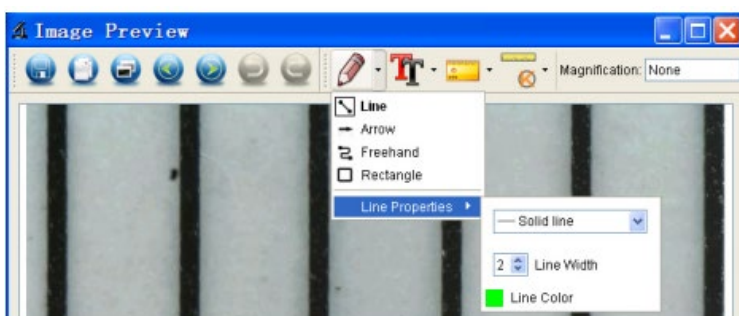 Image Preview
Magnification: None
Line
Arrow
Freehand
Rectangle
Line Properties
Solid line
2 Line Width
Line Color